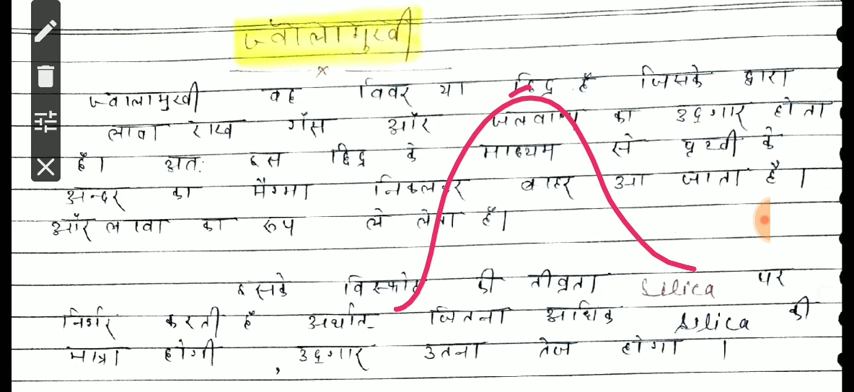 ज्वालामुखी
ज्वालामुखी वह विवर या छिद्र है जिसके द्वारा
लावा राख गैस और जलवाष्प का उद्गार होता
है। अतः इस छिद्र के माध्यम से पृथ्वी के
अन्दर का मैग्मा निकलकर बाहर आ जाता है।
और लावा का रूप ले लेता है।
इसके विस्फोट की तीव्रता Silica पर
निर्भर करती है अर्थात जितना अधिक Silica की
मात्रा होगी, उद्गार उतना तेज होगा।